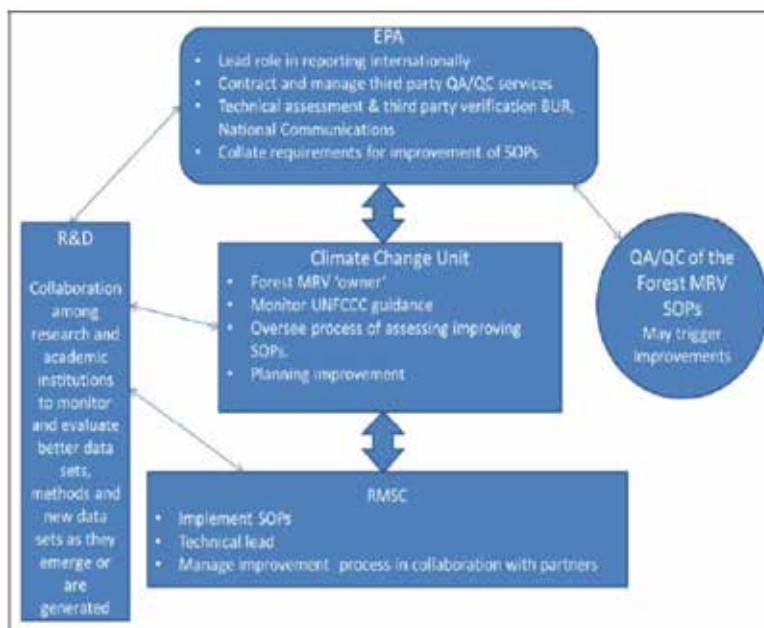 EPA
• Lead role in reporting internationally
• Contract and manage third party QA/QC services
• Technical assessment & third party verification BUR,
National Communications
• Collate requirements for improvement of SOPs
R&D
Collaboration
among
research and
academic
institutions
to monitor
and evaluate
better data
sets,
methods and
new data
sets as they
emerge or
are
generated
Climate Change Unit
• Forest MRV 'owner'
• Monitor UNFCCC guidance
• Oversee process of assessing improving
SOPs.
• Planning improvement
QA/QC of the
Forest MRV
SOPs
May trigger
improvements
RMSC
• Implement SOPs
• Technical lead
• Manage improvement process in collaboration with partners